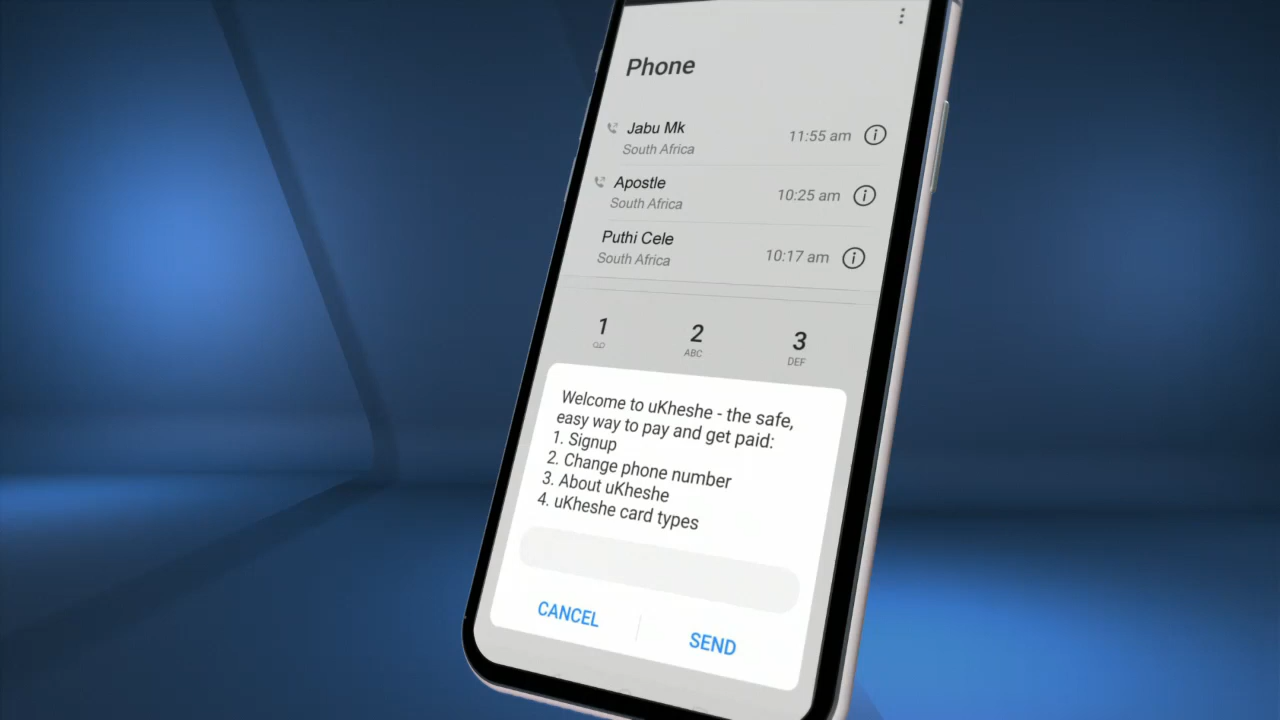 Phone
Jabu Mk
11:55 am
South Africa
Apostle
10:25 am
South Africa
Puthi Cele
10:17 am
South Africa
1
2
3
ABC
DEF
Welcome to uKheshe - the safe,
easy way to pay and get paid:
1. Signup
2. Change phone number
3. About uKheshe
4. uKheshe card types
CANCEL
SEND